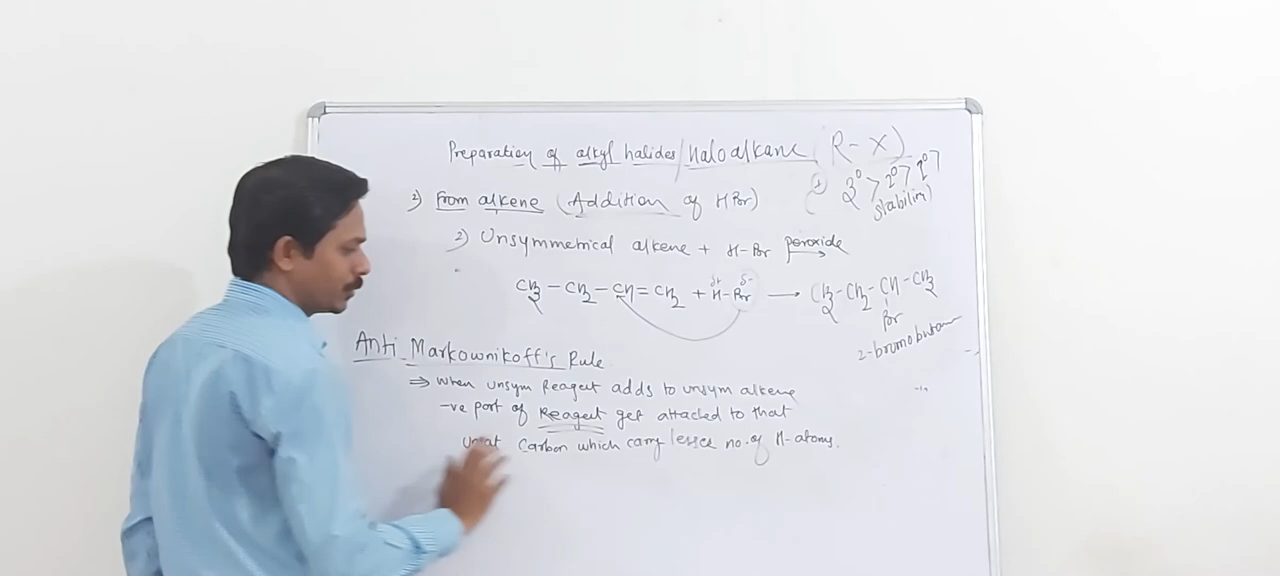 Preparation of alkyl halides/Haloalkane (R-X)
1) 3° > 2° > 1°
stability
2) From alkene (Addition of HBr)
2) Unsymmetrical alkene + H-Br peroxide →
CH3 - CH2 - CH = CH2 + H-Br → CH3-CH2-CH-CH3
δ+ δ-
Br
2-bromobutane
Anti Markownikoff's Rule
⇒ When unsym Reagent adds to unsym alkene
-ve part of Reagent get attached to that
unsat Carbon which carry lesser no. of H-atoms.